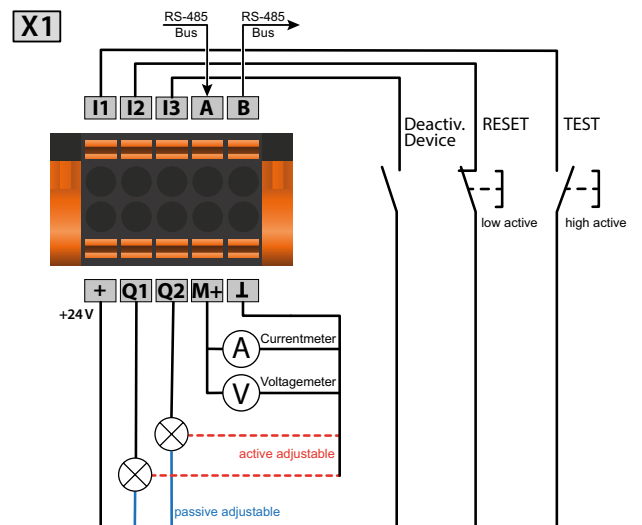 X1
RS-485
Bus
RS-485
Bus
I1 I2 I3 A B
Deactiv.
Device
RESET
TEST
low active
high active
+ Q1 Q2 M+ ⊥
+24V
A
Currentmeter
V
Voltagemeter
active adjustable
passive adjustable